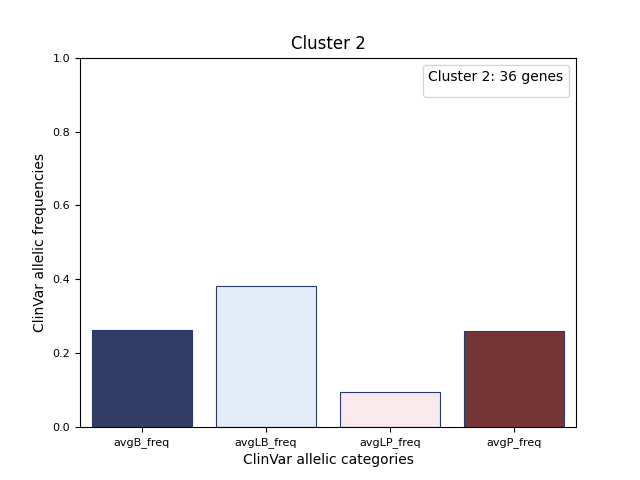 Cluster 2
Cluster 2: 36 genes
ClinVar allelic frequencies
1.0
0.8
0.6
0.4
0.2
0.0
avgB_freq avgLB_freq avgLP_freq avgP_freq
ClinVar allelic categories